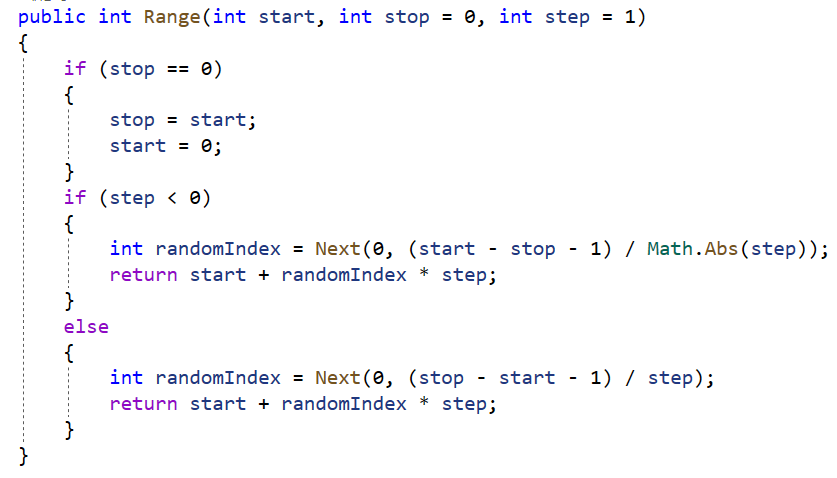 public int Range(int start, int stop = 0, int step = 1)
{
    if (stop == 0)
    {
        stop = start;
        start = 0;
    }
    if (step < 0)
    {
        int randomIndex = Next(0, (start - stop - 1) / Math.Abs(step));
        return start + randomIndex * step;
    }
    else
    {
        int randomIndex = Next(0, (stop - start - 1) / step);
        return start + randomIndex * step;
    }
}